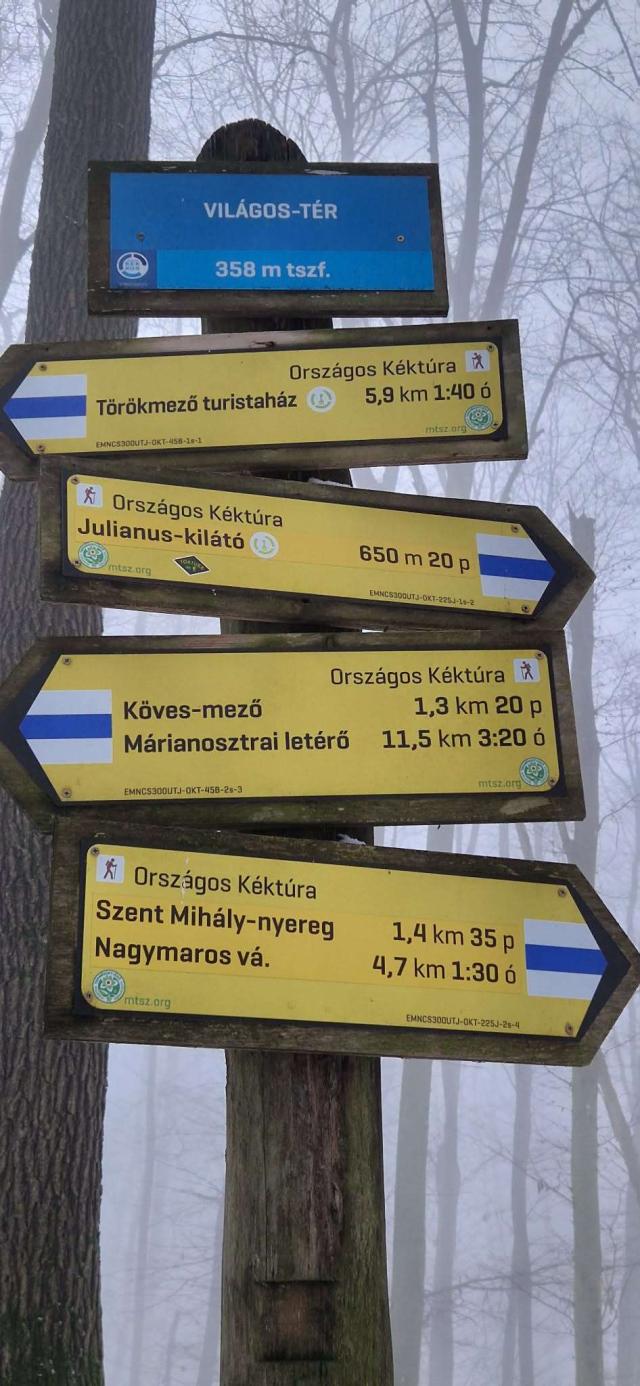 VILÁGOS-TÉR
358 m tszf.
Országos Kéktúra
Törökmező turistaház 5,9 km 1:40 ó
mtsz.org
EMNCS300UTJ-OKT-45B-1s-1
Országos Kéktúra
Julianus-kilátó 650 m 20 p
mtsz.org
EMNCS300UTJ-OKT-225J-1s-2
Országos Kéktúra
Köves-mező 1,3 km 20 p
Márianosztrai letérő 11,5 km 3:20 ó
mtsz.org
EMNCS300UTJ-OKT-45B-2s-3
Országos Kéktúra
Szent Mihály-nyereg 1,4 km 35 p
Nagymaros vá. 4,7 km 1:30 ó
mtsz.org
EMNCS300UTJ-OKT-225J-2s-4